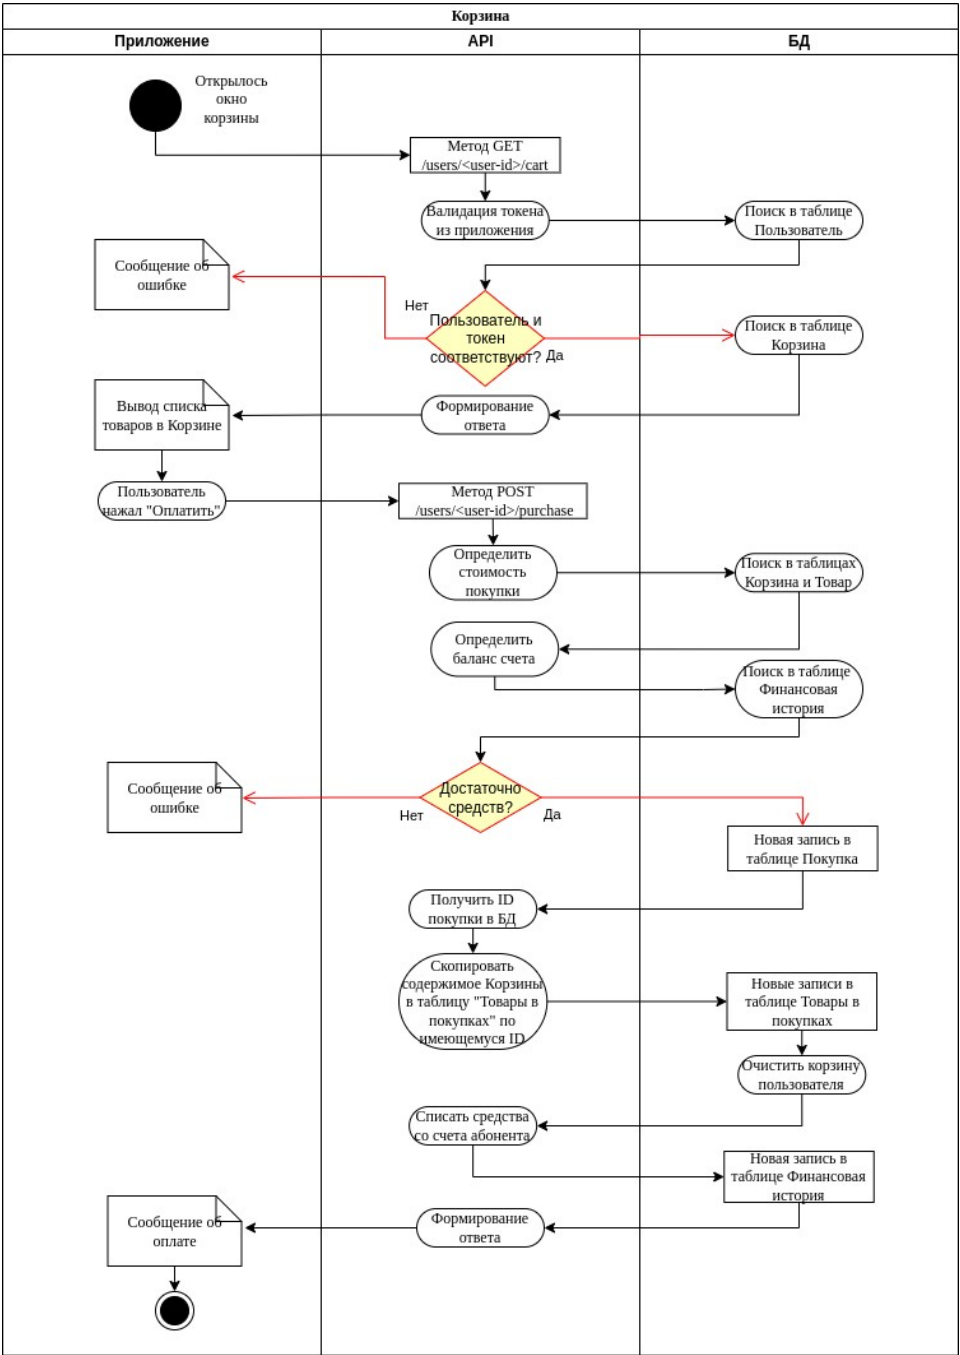 Корзина
Приложение
API
БД
Открылось
окно
корзины
Метод GET
/users/<user-id>/cart
Валидация токена
из приложения
Поиск в таблице
Пользователь
Сообщение об
ошибке
Нет
Пользователь и
токен
соответствуют?
Да
Поиск в таблице
Корзина
Вывод списка
товаров в Корзине
Формирование
ответа
Пользователь
нажал "Оплатить"
Метод POST
/users/<user-id>/purchase
Определить
стоимость
покупки
Поиск в таблицах
Корзина и Товар
Определить
баланс счета
Поиск в таблице
Финансовая
история
Сообщение об
ошибке
Нет
Достаточно
средств?
Да
Новая запись в
таблице Покупка
Получить ID
покупки в БД
Скопировать
содержимое Корзины
в таблицу "Товары в
покупках" по
имеющемуся ID
Новые записи в
таблице Товары в
покупках
Очистить корзину
пользователя
Списать средства
со счета абонента
Новая запись в
таблице Финансовая
история
Сообщение об
оплате
Формирование
ответа